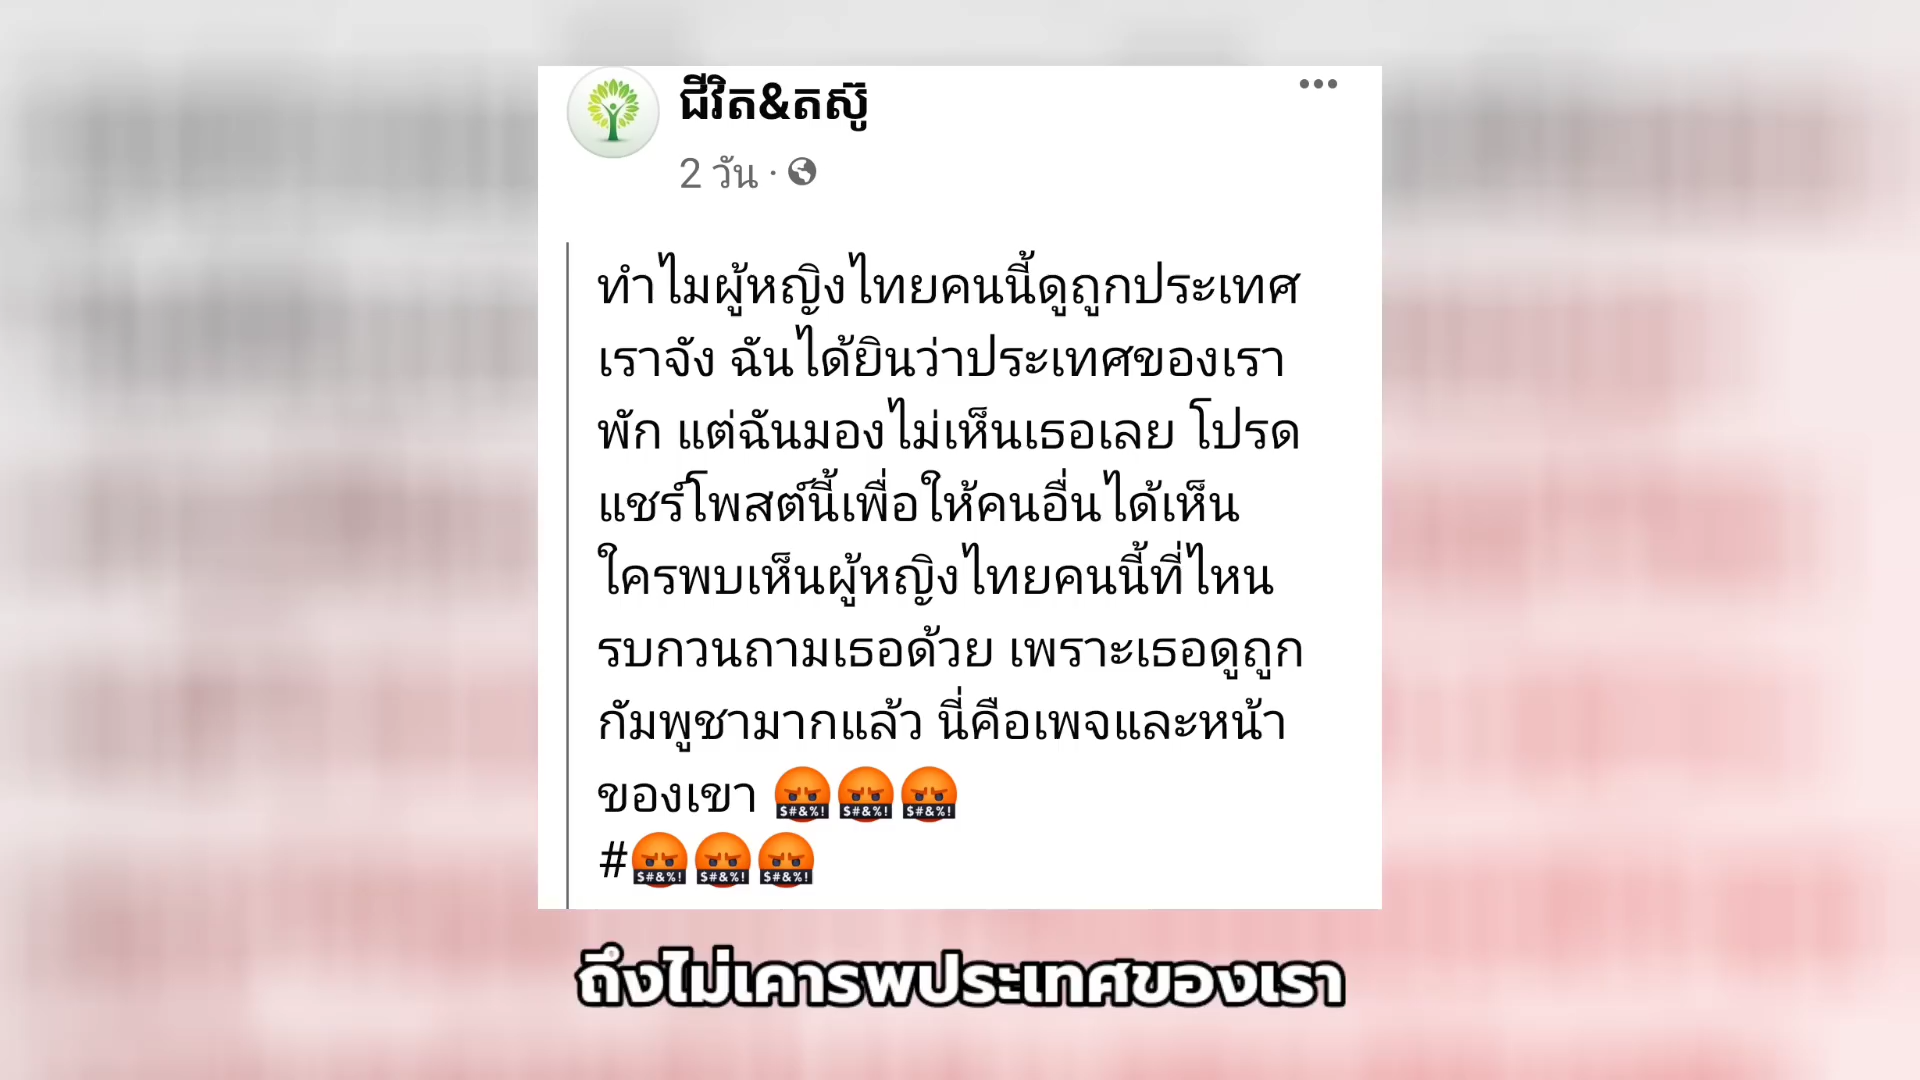 ជីវិត&តស៊ូ
2 วัน ·
ทำไมผู้หญิงไทยคนนี้ดูถูกประเทศ
เราจัง ฉันได้ยินว่าประเทศของเรา
พัก แต่ฉันมองไม่เห็นเธอเลย โปรด
แชร์โพสต์นี้เพื่อให้คนอื่นได้เห็น
ใครพบเห็นผู้หญิงไทยคนนี้ที่ไหน
รบกวนถามเธอด้วย เพราะเธอดูถูก
กัมพูชามากแล้ว นี่คือเพจและหน้า
ของเขา 🤬🤬🤬
#🤬🤬🤬
ถึงไม่เคารพประเทศของเรา